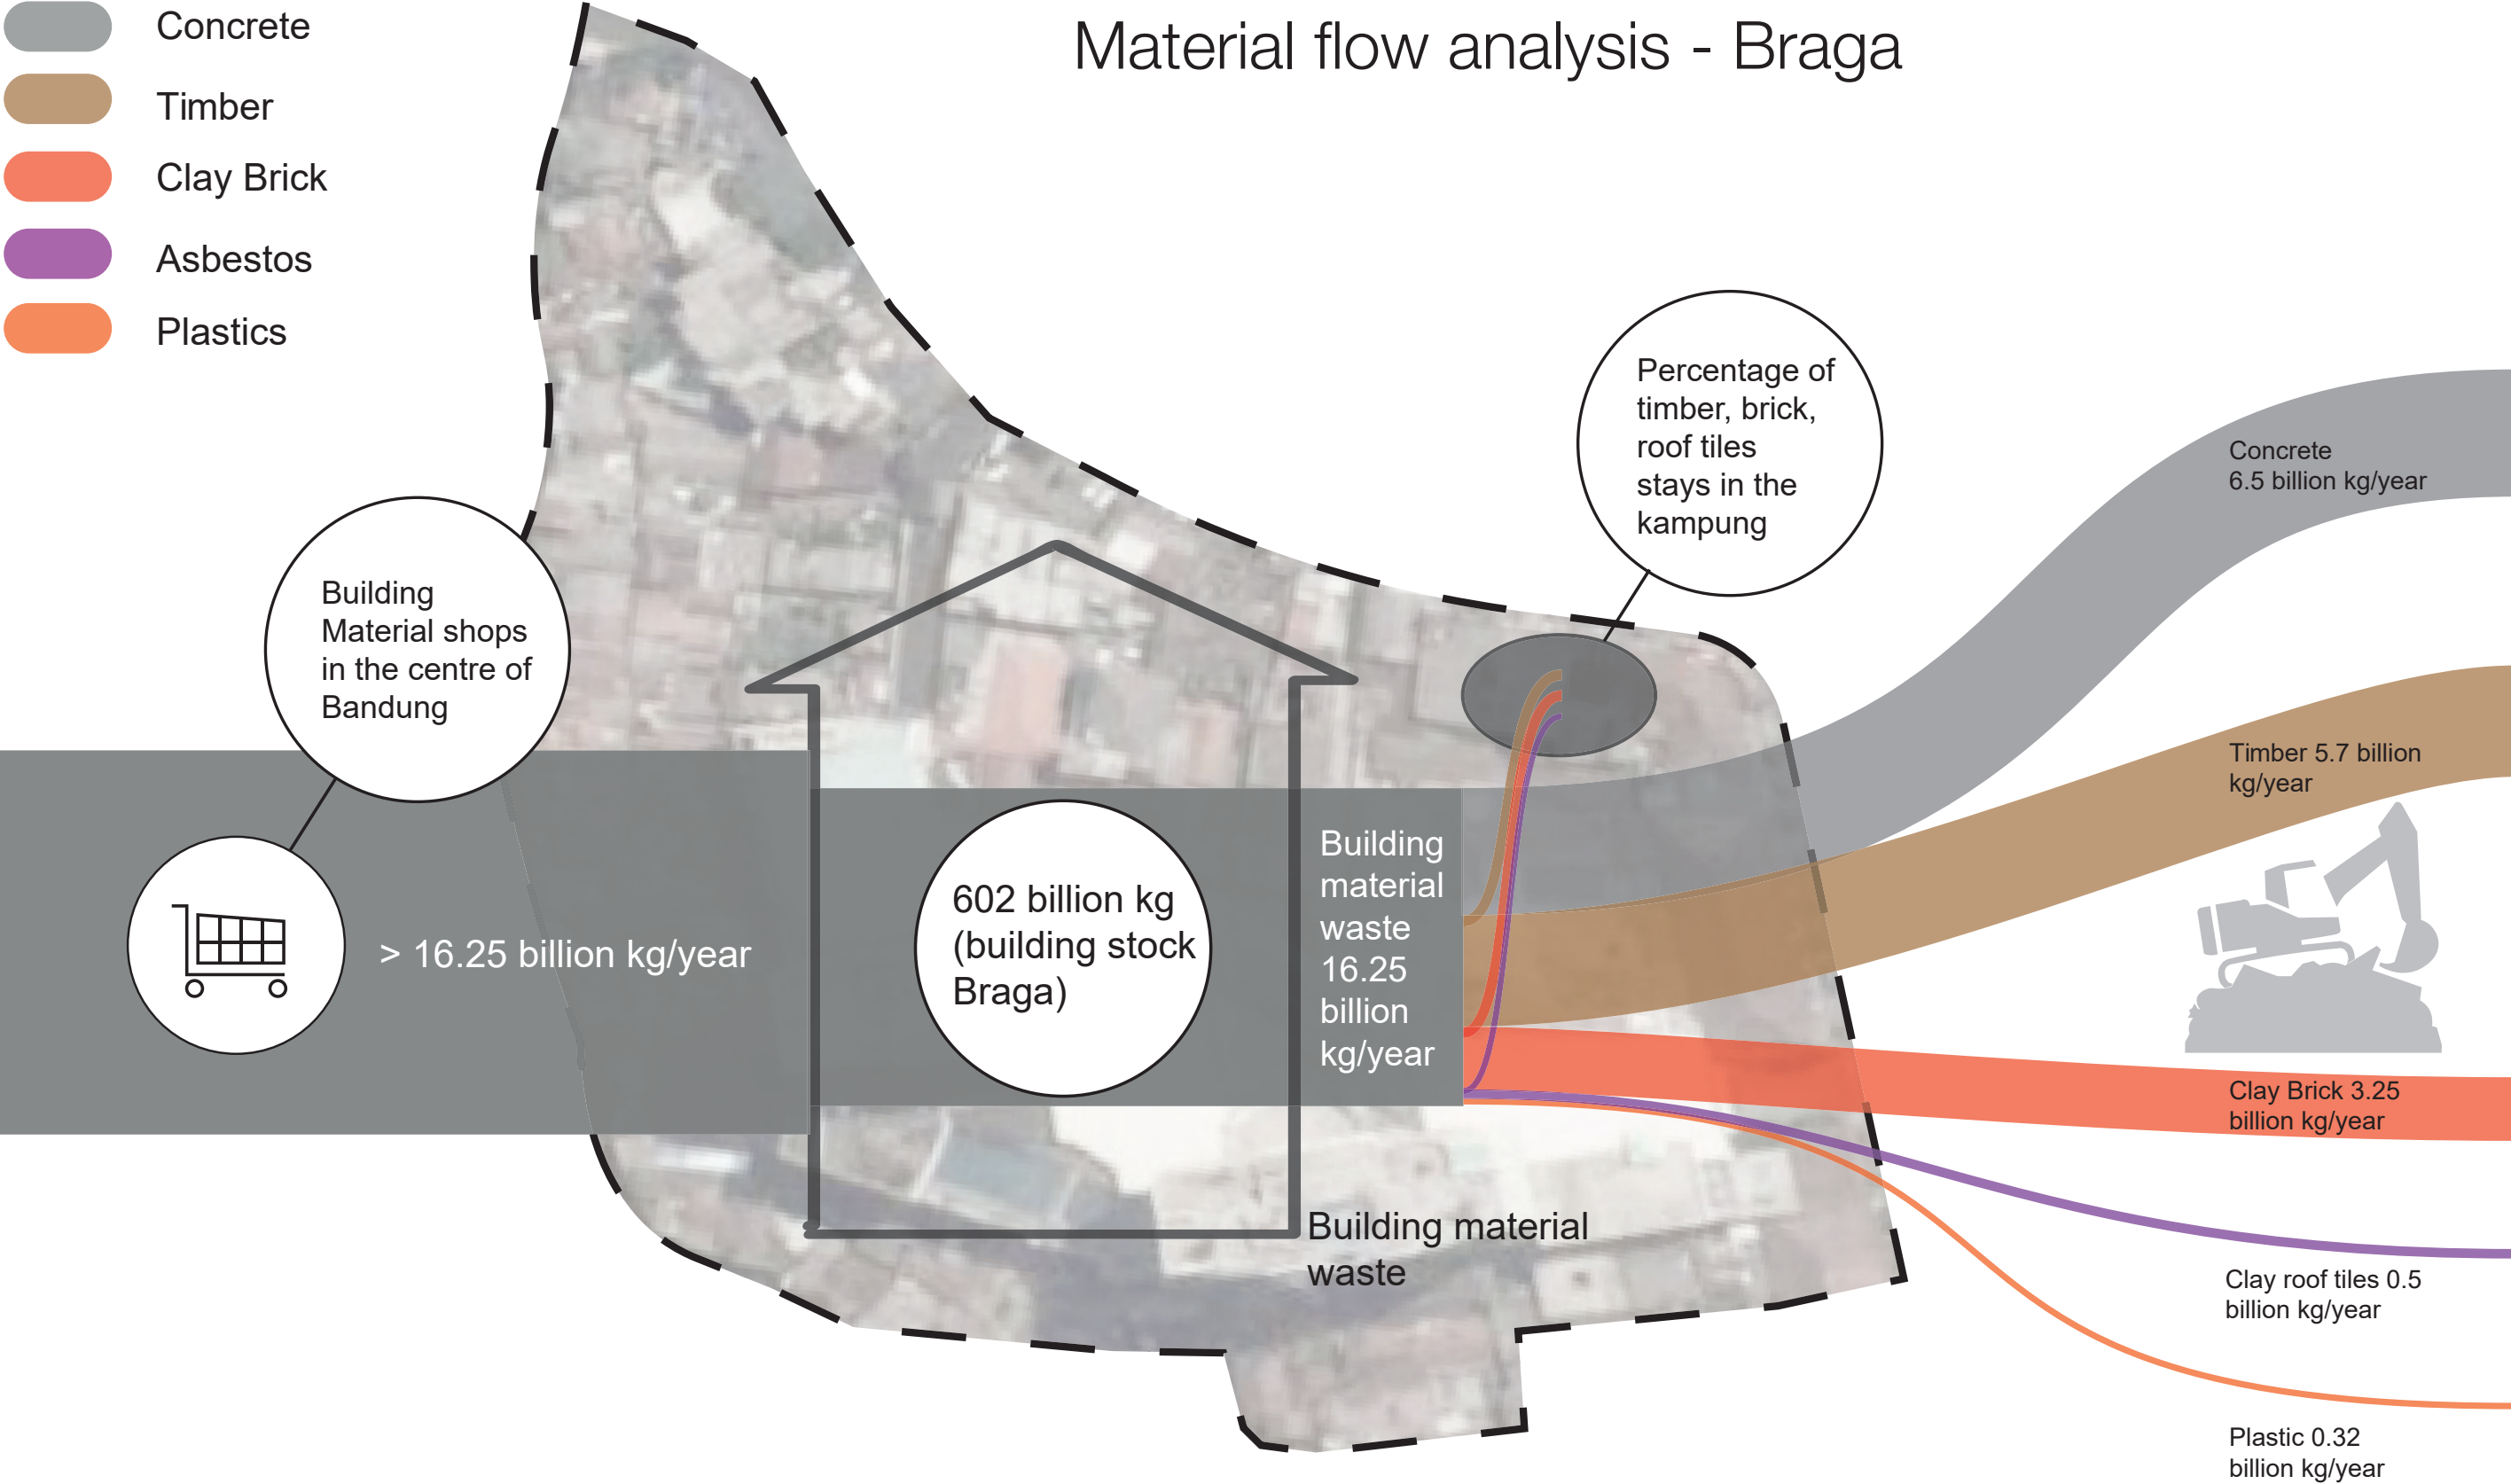 Material flow analysis - Braga
Concrete
Timber
Clay Brick
Asbestos
Plastics
Percentage of
timber, brick,
roof tiles
stays in the
kampung
Building
Material shops
in the centre of
Bandung
> 16.25 billion kg/year
602 billion kg
(building stock
Braga)
Building
material
waste
16.25
billion
kg/year
Building material
waste
Concrete
6.5 billion kg/year
Timber 5.7 billion
kg/year
Clay Brick 3.25
billion kg/year
Clay roof tiles 0.5
billion kg/year
Plastic 0.32
billion kg/year